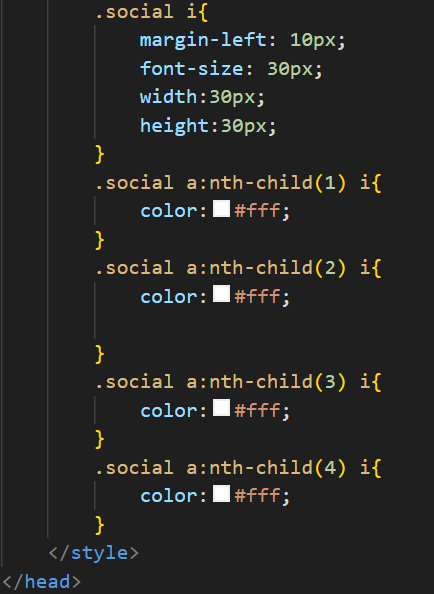 .social i{
margin-left: 10px;
font-size: 30px;
width:30px;
height:30px;
}
.social a:nth-child(1) i{
color:#fff;
}
.social a:nth-child(2) i{
color:#fff;
}
.social a:nth-child(3) i{
color:#fff;
}
.social a:nth-child(4) i{
color:#fff;
}
</style>
</head>